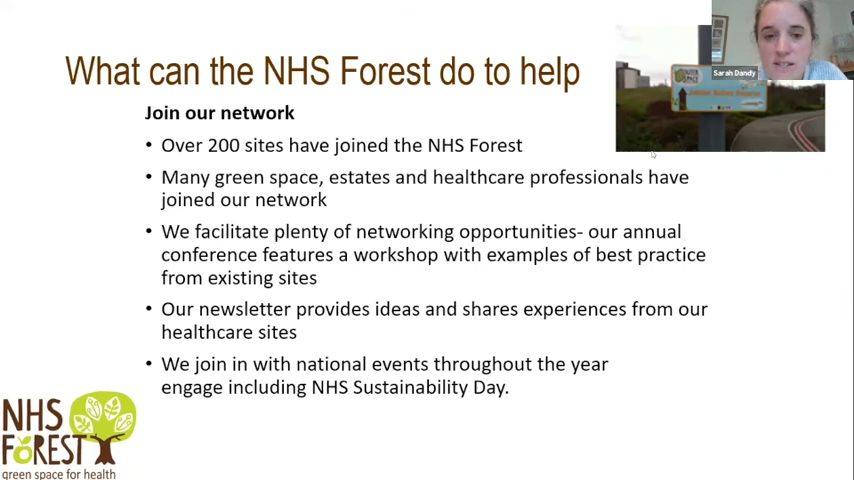 What can the NHS Forest do to help
Sarah Dandy
Join our network
• Over 200 sites have joined the NHS Forest
• Many green space, estates and healthcare professionals have
joined our network
• We facilitate plenty of networking opportunities- our annual
conference features a workshop with examples of best practice
from existing sites
• Our newsletter provides ideas and shares experiences from our
healthcare sites
• We join in with national events throughout the year
engage including NHS Sustainability Day.
NHS
FOREST
green space for health